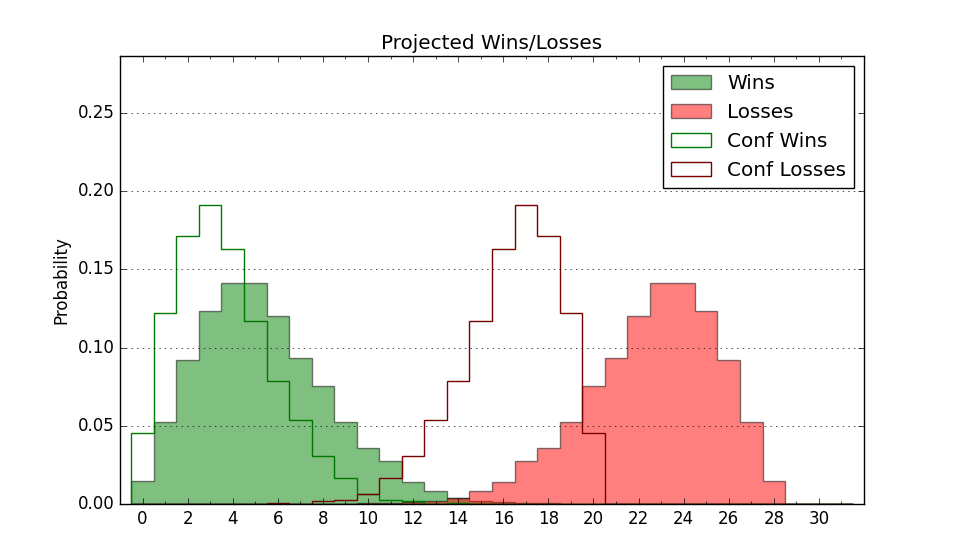 Projected Wins/Losses
Wins
Losses
Conf Wins
Conf Losses
Probability
0.25
0.20
0.15
0.10
0.05
0.00
0 2 4 6 8 10 12 14 16 18 20 22 24 26 28 30